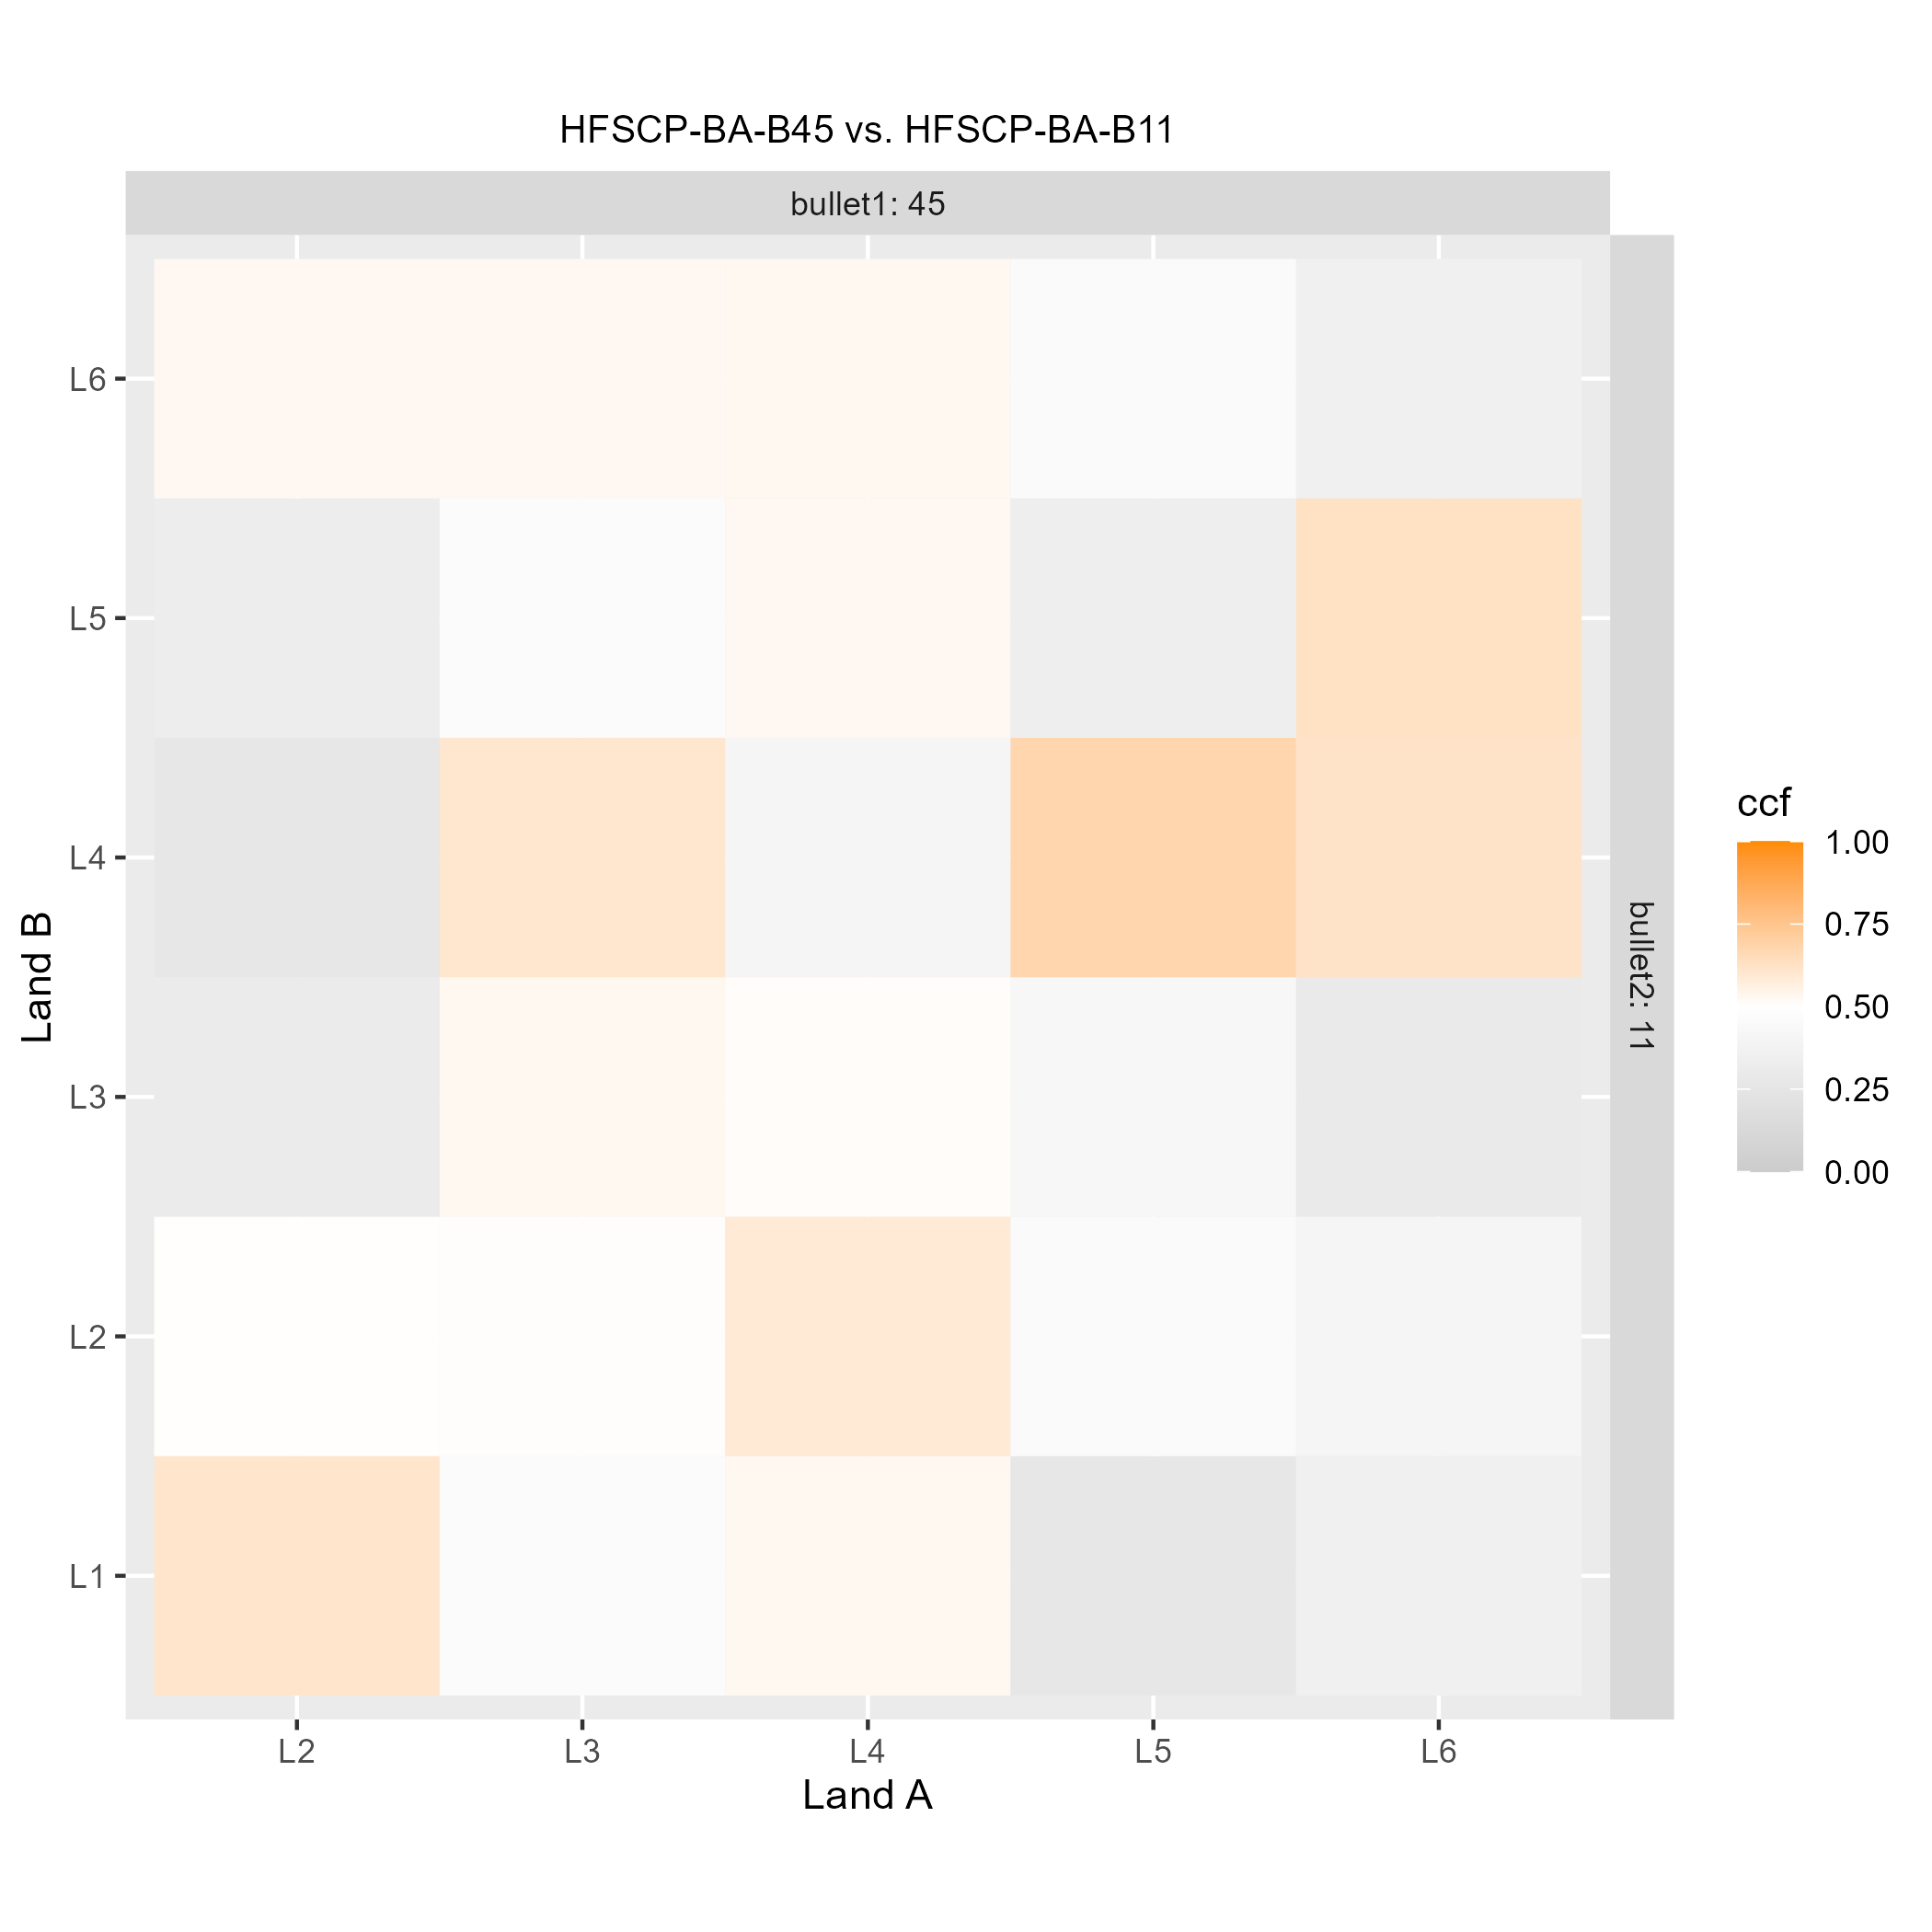 HFSCP-BA-B45 vs. HFSCP-BA-B11
bullet1: 45
L6
L5
L4
L3
L2
L1
Land B
bullet2: 11
ccf
1.00
0.75
0.50
0.25
0.00
L2 L3 L4 L5 L6
Land A